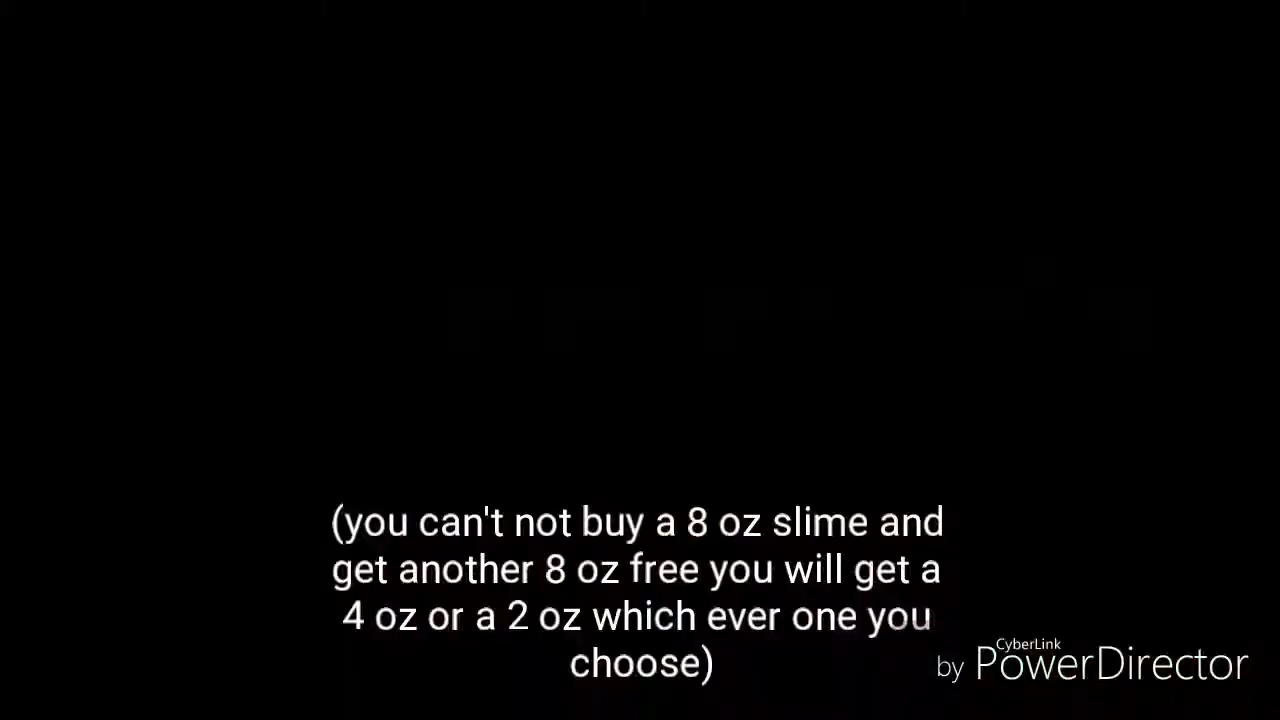 (you can't not buy a 8 oz slime and
get another 8 oz free you will get a
4 oz or a 2 oz which ever one you
choose)
CyberLink
by PowerDirector